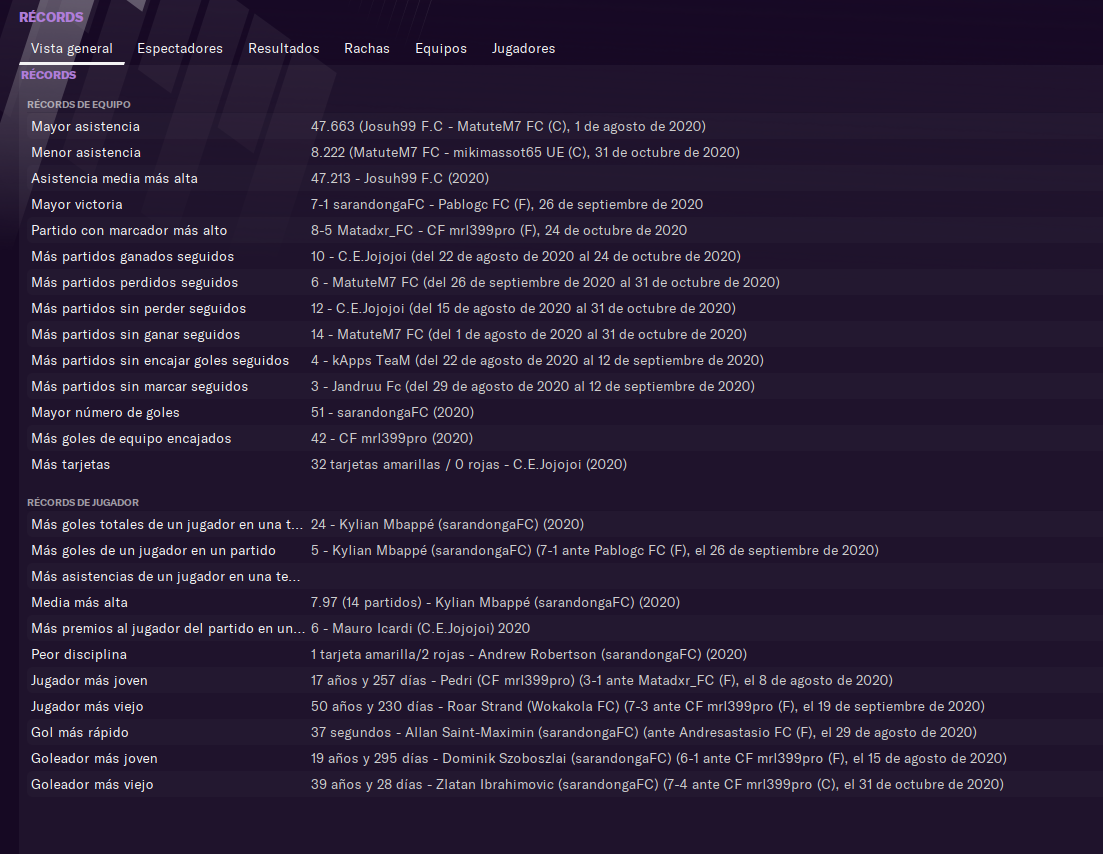 RÉCORDS
Vista general Espectadores Resultados Rachas Equipos Jugadores
RÉCORDS
RÉCORDS DE EQUIPO
Mayor asistencia 47.663 (Josuh99 F.C - MatuteM7 FC (C), 1 de agosto de 2020)
Menor asistencia 8.222 (MatuteM7 FC - mikimassot65 UE (C), 31 de octubre de 2020)
Asistencia media más alta 47.213 - Josuh99 F.C (2020)
Mayor victoria 7-1 sarandongaFC - Pablogc FC (F), 26 de septiembre de 2020
Partido con marcador más alto 8-5 Matadxr_FC - CF mrl399pro (F), 24 de octubre de 2020
Más partidos ganados seguidos 10 - C.E.Jojojoi (del 22 de agosto de 2020 al 24 de octubre de 2020)
Más partidos perdidos seguidos 6 - MatuteM7 FC (del 26 de septiembre de 2020 al 31 de octubre de 2020)
Más partidos sin perder seguidos 12 - C.E.Jojojoi (del 15 de agosto de 2020 al 31 de octubre de 2020)
Más partidos sin ganar seguidos 14 - MatuteM7 FC (del 1 de agosto de 2020 al 31 de octubre de 2020)
Más partidos sin encajar goles seguidos 4 - kApps TeaM (del 22 de agosto de 2020 al 12 de septiembre de 2020)
Más partidos sin marcar seguidos 3 - Jandruu Fc (del 29 de agosto de 2020 al 12 de septiembre de 2020)
Mayor número de goles 51 - sarandongaFC (2020)
Más goles de equipo encajados 42 - CF mrl399pro (2020)
Más tarjetas 32 tarjetas amarillas / 0 rojas - C.E.Jojojoi (2020)
RÉCORDS DE JUGADOR
Más goles totales de un jugador en una t... 24 - Kylian Mbappé (sarandongaFC) (2020)
Más goles de un jugador en un partido 5 - Kylian Mbappé (sarandongaFC) (7-1 ante Pablogc FC (F), el 26 de septiembre de 2020)
Más asistencias de un jugador en una te...
Media más alta 7.97 (14 partidos) - Kylian Mbappé (sarandongaFC) (2020)
Más premios al jugador del partido en un... 6 - Mauro Icardi (C.E.Jojojoi) 2020
Peor disciplina 1 tarjeta amarilla/2 rojas - Andrew Robertson (sarandongaFC) (2020)
Jugador más joven 17 años y 257 días - Pedri (CF mrl399pro) (3-1 ante Matadxr_FC (F), el 8 de agosto de 2020)
Jugador más viejo 50 años y 230 días - Roar Strand (Wokakola FC) (7-3 ante CF mrl399pro (F), el 19 de septiembre de 2020)
Gol más rápido 37 segundos - Allan Saint-Maximin (sarandongaFC) (ante Andresastasio FC (F), el 29 de agosto de 2020)
Goleador más joven 19 años y 295 días - Dominik Szoboszlai (sarandongaFC) (6-1 ante CF mrl399pro (F), el 15 de agosto de 2020)
Goleador más viejo 39 años y 28 días - Zlatan Ibrahimovic (sarandongaFC) (7-4 ante CF mrl399pro (C), el 31 de octubre de 2020)